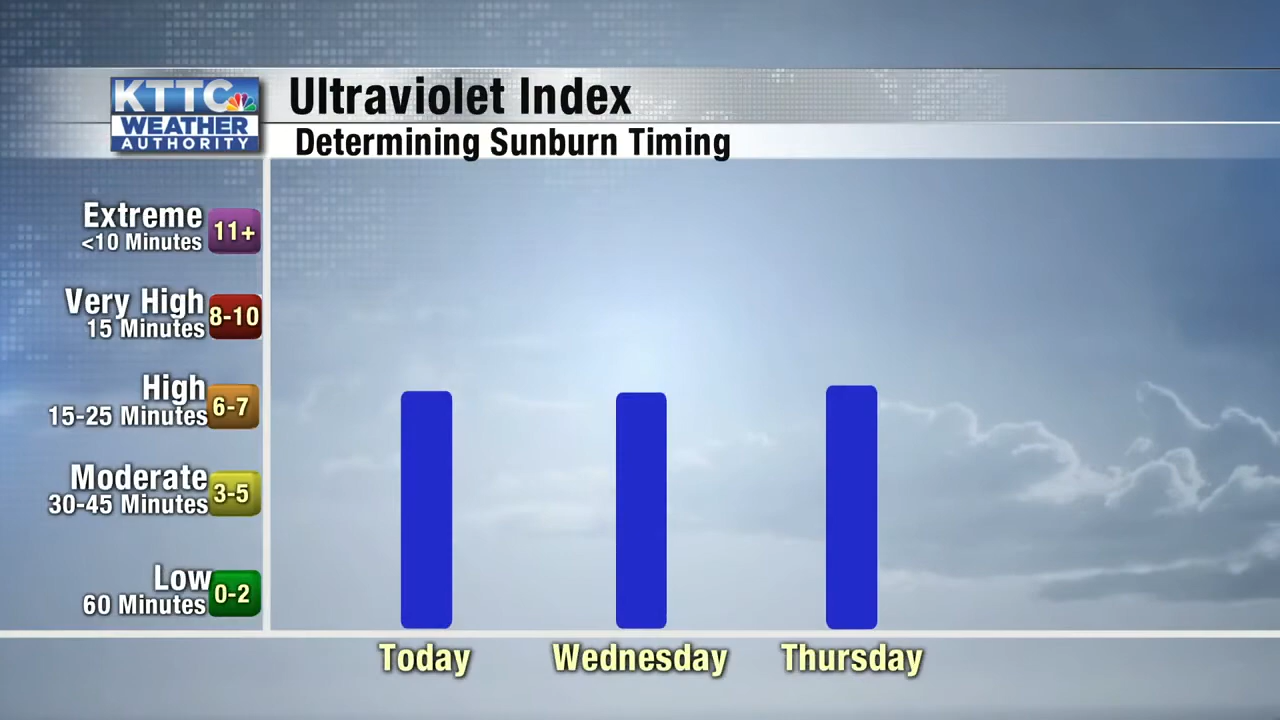 KTTC
WEATHER
AUTHORITY
Ultraviolet Index
Determining Sunburn Timing
Extreme
<10 Minutes
11+
Very High
15 Minutes
8-10
High
15-25 Minutes
6-7
Moderate
30-45 Minutes
3-5
Low
60 Minutes
0-2
Today
Wednesday
Thursday